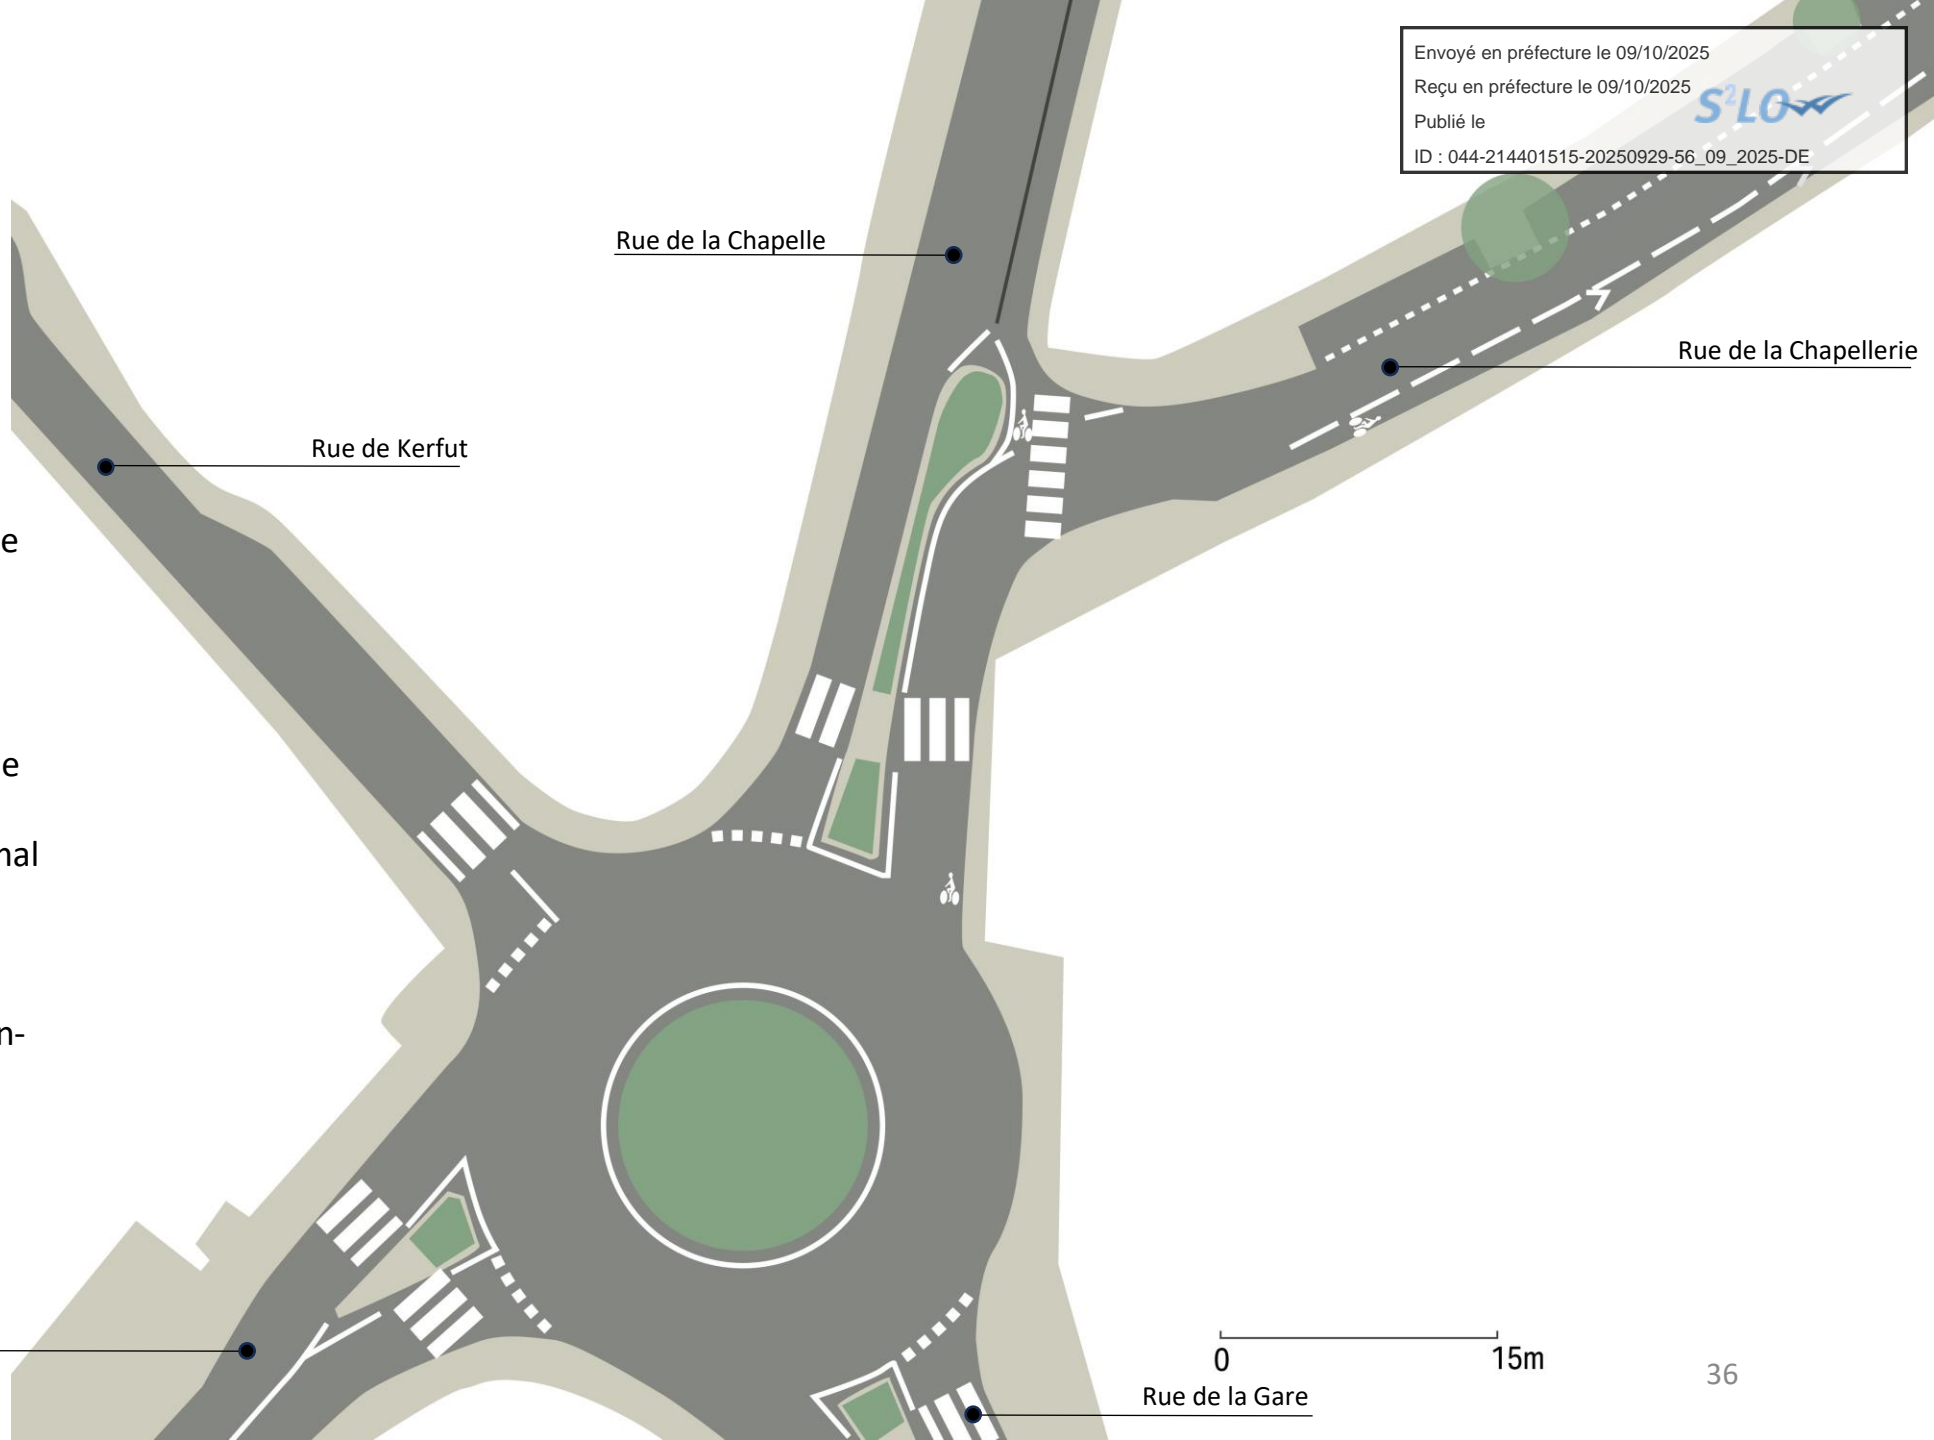 Envoyé en préfecture le 09/10/2025
Reçu en préfecture le 09/10/2025
Publié le
S²LO
ID : 044-214401515-20250929-56_09_2025-DE
Rue de la Chapelle
Rue de la Chapellerie
Rue de Kerfut
e
e
nal
n-
0
15m
36
Rue de la Gare